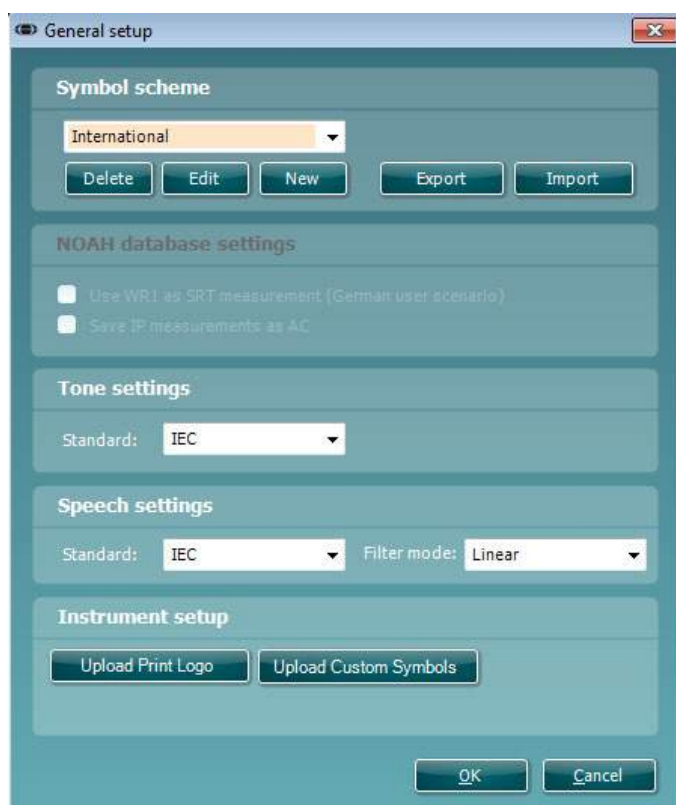 General setup
Symbol scheme
International
Delete Edit New Export Import
NOAH database settings
Use WR1 as SRT measurement (German user scenario)
Save IP measurements as AC
Tone settings
Standard: IEC
Speech settings
Standard: IEC Filter mode: Linear
Instrument setup
Upload Print Logo Upload Custom Symbols
OK Cancel